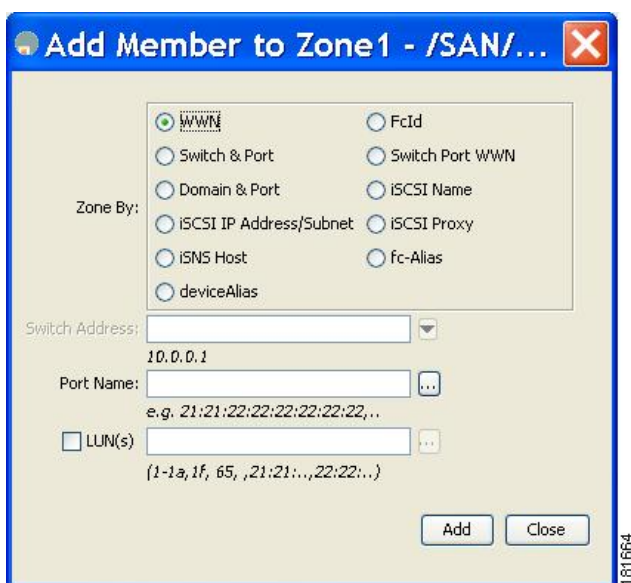 Add Member to Zone1 - /SAN/...
Zone By:
WWN
FcId
Switch & Port
Switch Port WWN
Domain & Port
iSCSI Name
iSCSI IP Address/Subnet
iSCSI Proxy
iSNS Host
fc-Alias
deviceAlias
Switch Address:
10.0.0.1
Port Name:
...
e.g. 21:21:22:22:22:22:22:22,..
LUN(s)
...
(1-1a,1f, 65, ,21:21:..,22:22:..)
Add
Close
181664